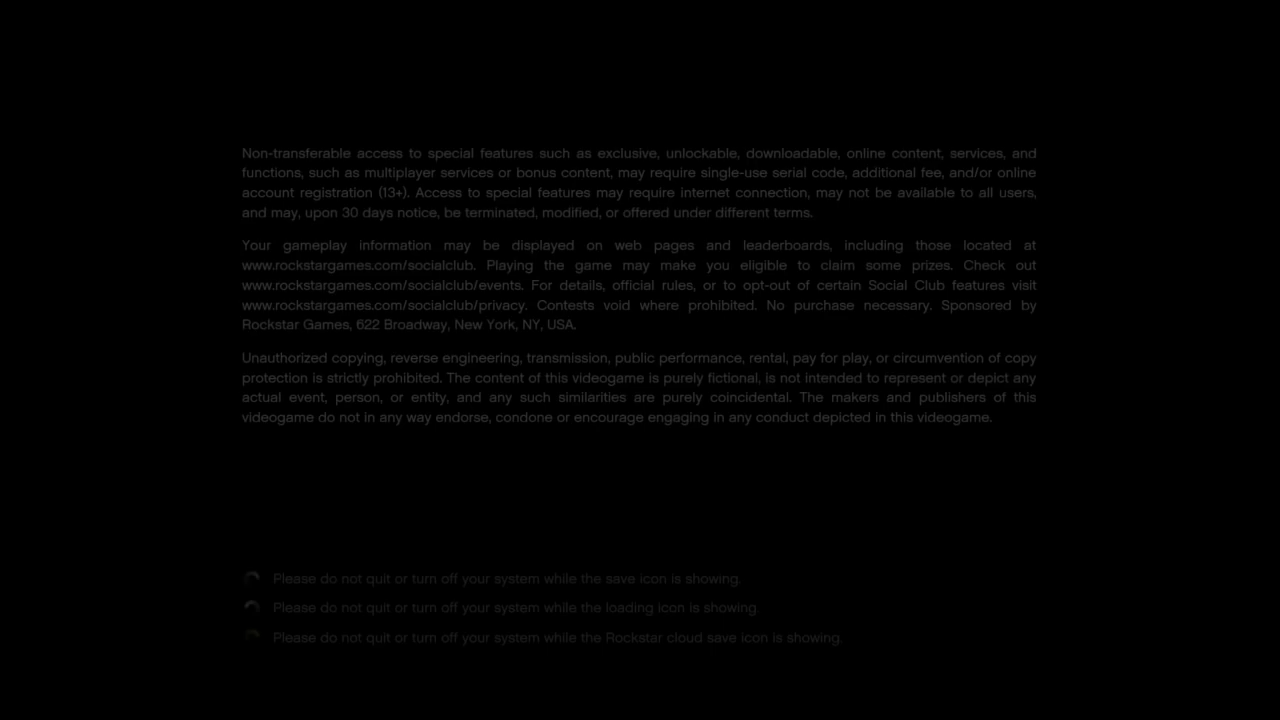 Non-transferable access to special features such as exclusive, unlockable, downloadable, online content, services, and
functions, such as multiplayer services or bonus content, may require single-use serial code, additional fee, and/or online
account registration (13+). Access to special features may require internet connection, may not be available to all users,
and may, upon 30 days notice, be terminated, modified, or offered under different terms.
Your gameplay information may be displayed on web pages and leaderboards, including those located at
www.rockstargames.com/socialclub. Playing the game may make you eligible to claim some prizes. Check out
www.rockstargames.com/socialclub/events. For details, official rules, or to opt-out of certain Social Club features visit
www.rockstargames.com/socialclub/privacy. Contests void where prohibited. No purchase necessary. Sponsored by
Rockstar Games, 622 Broadway, New York, NY, USA.
Unauthorized copying, reverse engineering, transmission, public performance, rental, pay for play, or circumvention of copy
protection is strictly prohibited. The content of this videogame is purely fictional, is not intended to represent or depict any
actual event, person, or entity, and any such similarities are purely coincidental. The makers and publishers of this
videogame do not in any way endorse, condone or encourage engaging in any conduct depicted in this videogame.
Please do not quit or turn off your system while the save icon is showing.
Please do not quit or turn off your system while the loading icon is showing.
Please do not quit or turn off your system while the Rockstar cloud save icon is showing.